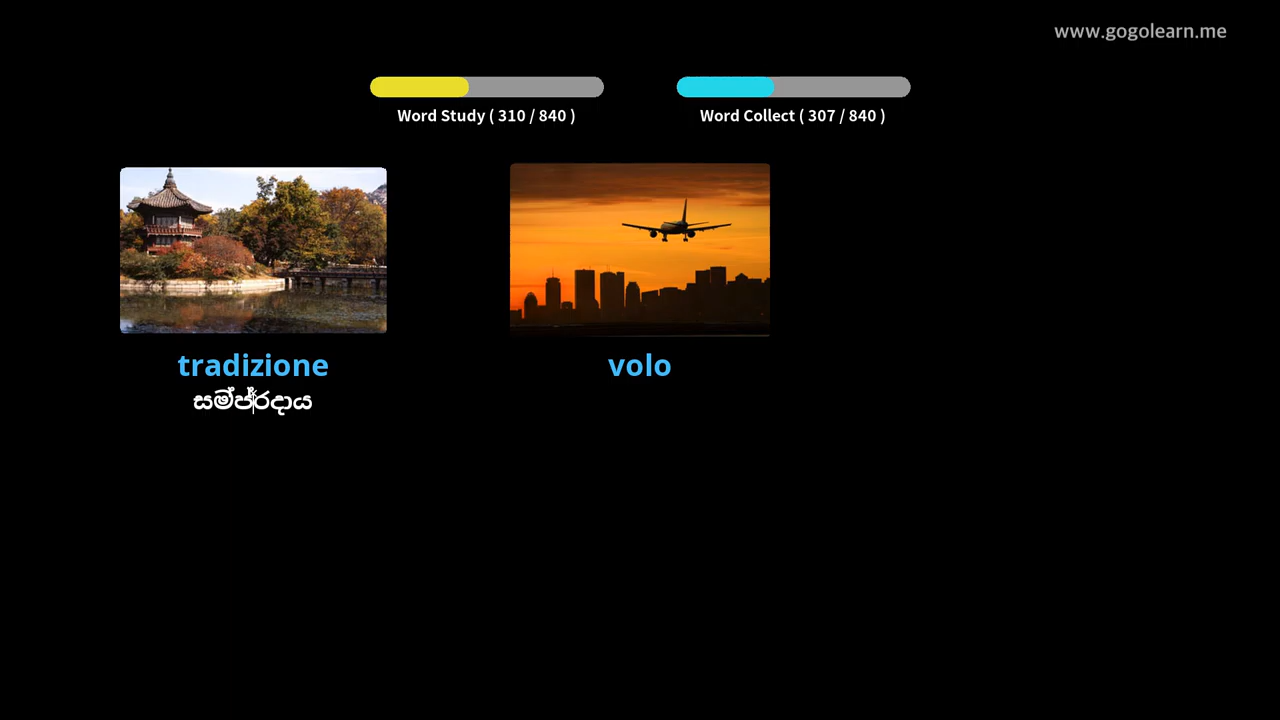 www.gogolearn.me
Word Study ( 310 / 840 )
Word Collect ( 307 / 840 )
tradizione
සම්ප්‍රදාය
volo